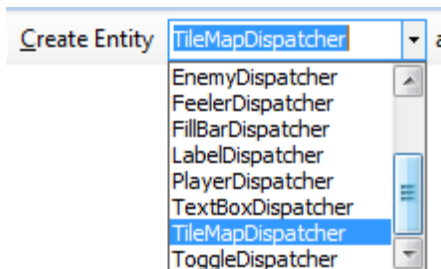 Create Entity TileMapDispatcher a
EnemyDispatcher
FeelerDispatcher
FillBarDispatcher
LabelDispatcher
PlayerDispatcher
TextBoxDispatcher
TileMapDispatcher
ToggleDispatcher